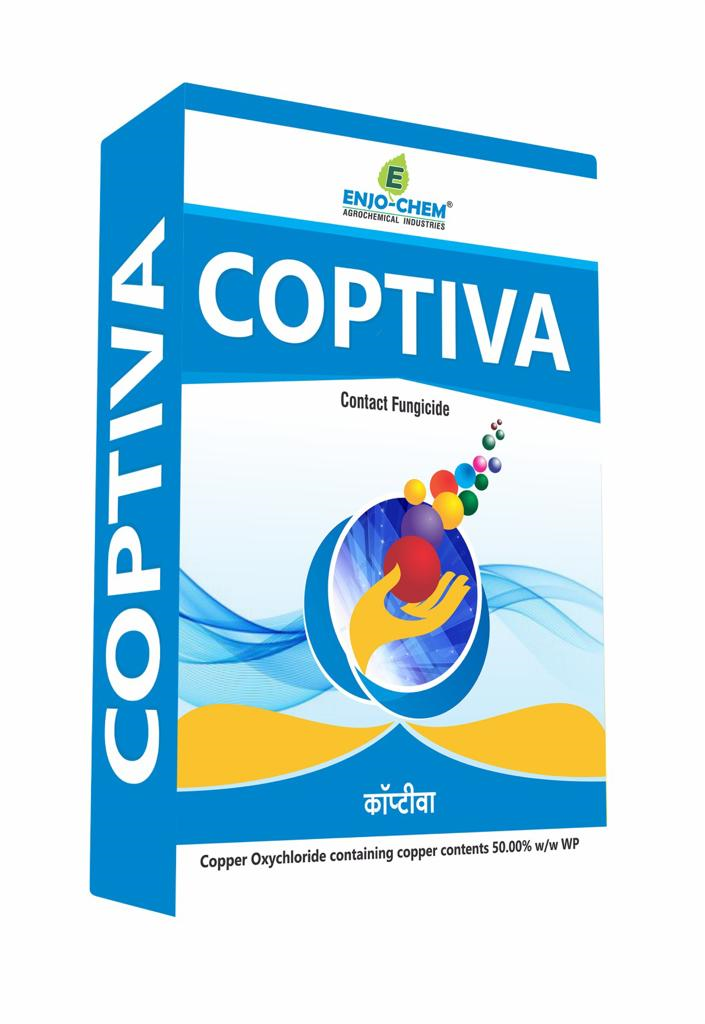 E
ENJO-CHEM®
AGROCHEMICAL INDUSTRIES
COPTIVA
Contact Fungicide
कॉप्टीवा
Copper Oxychloride containing copper contents 50.00% w/w WP
COPTIVA